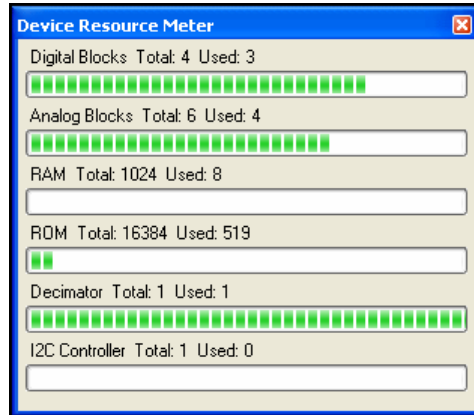 Device Resource Meter
Digital Blocks Total: 4 Used: 3
Analog Blocks Total: 6 Used: 4
RAM Total: 1024 Used: 8
ROM Total: 16384 Used: 519
Decimator Total: 1 Used: 1
I2C Controller Total: 1 Used: 0